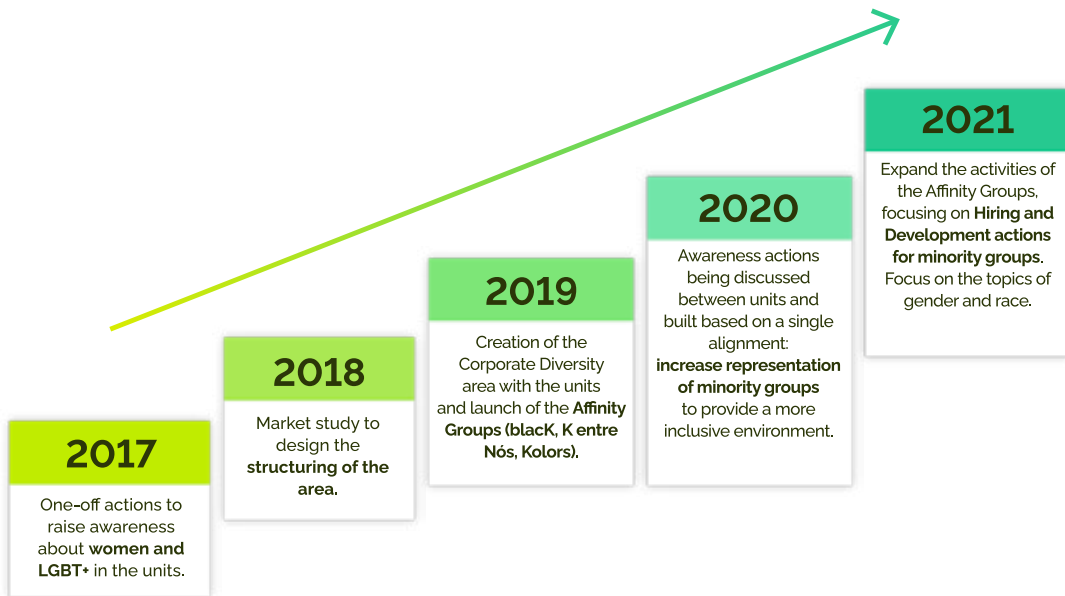 2017
One-off actions to
raise awareness
about women and
LGBT+ in the units.
2018
Market study to
design the
structuring of the
area.
2019
Creation of the
Corporate Diversity
area with the units
and launch of the Affinity
Groups (blacK, K entre
Nós, Kolors).
2020
Awareness actions
being discussed
between units and
built based on a single
alignment:
increase representation
of minority groups
to provide a more
inclusive environment.
2021
Expand the activities of
the Affinity Groups,
focusing on Hiring and
Development actions
for minority groups.
Focus on the topics of
gender and race.